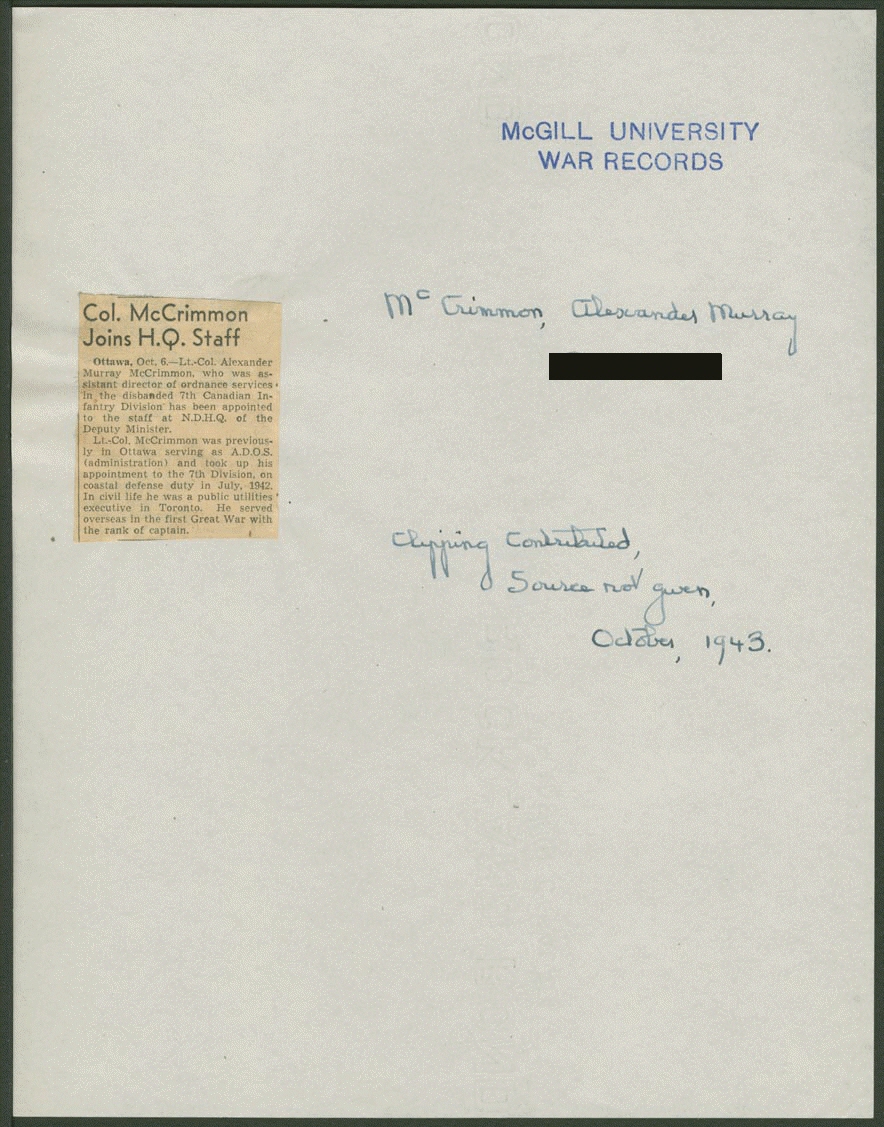 McGILL UNIVERSITY
WAR RECORDS
Mc Crimmon, Alexander Murray
Col. McCrimmon
Joins H.Q. Staff
Ottawa, Oct. 6.—Lt.-Col. Alexander
Murray McCrimmon, who was as-
sistant director of ordnance services
in the disbanded 7th Canadian In-
fantry Division has been appointed
to the staff at N.D.H.Q. of the
Deputy Minister.
Lt.-Col. McCrimmon was previous-
ly in Ottawa serving as A.D.O.S.
(administration) and took up his
appointment to the 7th Division, on
coastal defense duty in July, 1942.
In civil life he was a public utilities
executive in Toronto. He served
overseas in the first Great War with
the rank of captain.
Clipping Contributed,
Source not given,
October, 1943.